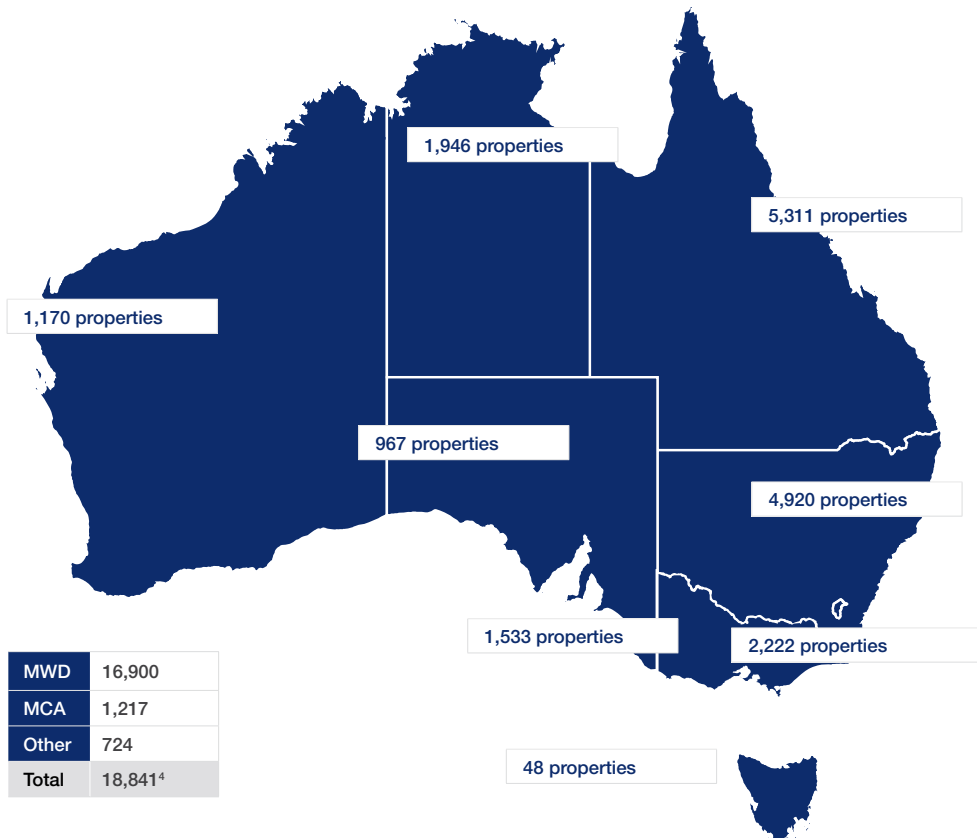 1,946 properties
5,311 properties
1,170 properties
967 properties
4,920 properties
1,533 properties
2,222 properties
MWD 16,900
MCA 1,217
Other 724
Total 18,841⁴
48 properties